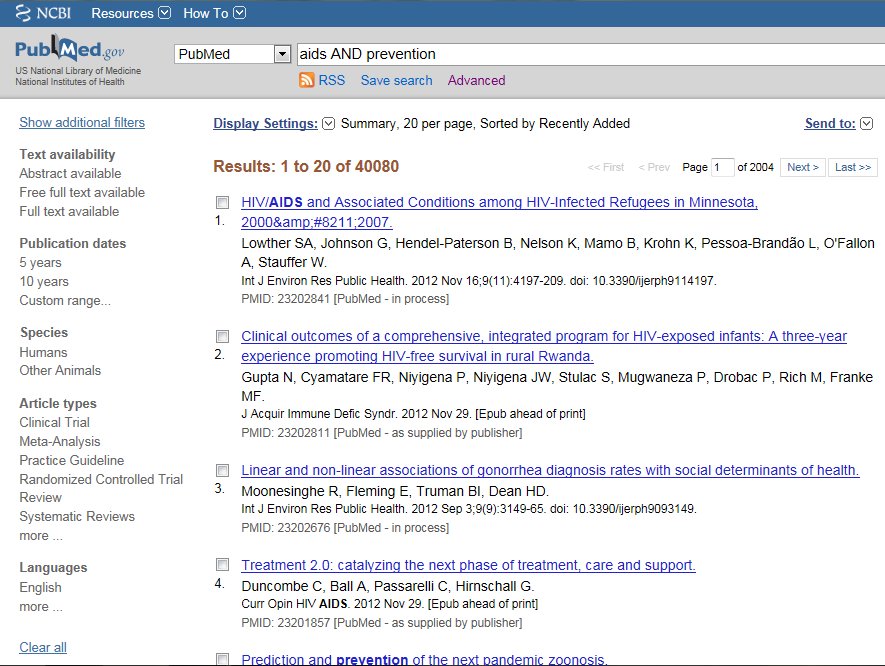 NCBI Resources How To
PubMed.gov
US National Library of Medicine
National Institutes of Health
PubMed aids AND prevention
RSS Save search Advanced
Show additional filters
Text availability
Abstract available
Free full text available
Full text available
Publication dates
5 years
10 years
Custom range...
Species
Humans
Other Animals
Article types
Clinical Trial
Meta-Analysis
Practice Guideline
Randomized Controlled Trial
Review
Systematic Reviews
more ...
Languages
English
more ...
Clear all
Display Settings: Summary, 20 per page, Sorted by Recently Added Send to:
Results: 1 to 20 of 40080 << First < Prev Page 1 of 2004 Next > Last >>
1. HIV/AIDS and Associated Conditions among HIV-Infected Refugees in Minnesota,
2000&amp;#8211;2007.
Lowther SA, Johnson G, Hendel-Paterson B, Nelson K, Mamo B, Krohn K, Pessoa-Brandão L, O'Fallon
A, Stauffer W.
Int J Environ Res Public Health. 2012 Nov 16;9(11):4197-209. doi: 10.3390/ijerph9114197.
PMID: 23202841 [PubMed - in process]
2. Clinical outcomes of a comprehensive, integrated program for HIV-exposed infants: A three-year
experience promoting HIV-free survival in rural Rwanda.
Gupta N, Cyamatare FR, Niyigena P, Niyigena JW, Stulac S, Mugwaneza P, Drobac P, Rich M, Franke
MF.
J Acquir Immune Defic Syndr. 2012 Nov 29. [Epub ahead of print]
PMID: 23202811 [PubMed - as supplied by publisher]
3. Linear and non-linear associations of gonorrhea diagnosis rates with social determinants of health.
Moonesinghe R, Fleming E, Truman BI, Dean HD.
Int J Environ Res Public Health. 2012 Sep 3;9(9):3149-65. doi: 10.3390/ijerph9093149.
PMID: 23202676 [PubMed - in process]
4. Treatment 2.0: catalyzing the next phase of treatment, care and support.
Duncombe C, Ball A, Passarelli C, Hirnschall G.
Curr Opin HIV AIDS. 2012 Nov 29. [Epub ahead of print]
PMID: 23201857 [PubMed - as supplied by publisher]
Prediction and prevention of the next pandemic zoonosis.